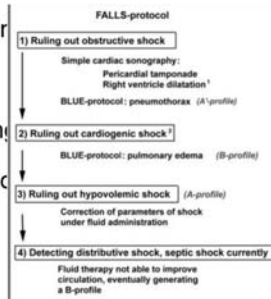 FALLS-protocol
1) Ruling out obstructive shock
Simple cardiac sonography:
Pericardial tamponade
Right ventricle dilatation¹
BLUE-protocol: pneumothorax (A'-profile)
2) Ruling out cardiogenic shock²
BLUE-protocol: pulmonary edema (B-profile)
3) Ruling out hypovolemic shock (A-profile)
Correction of parameters of shock
under fluid administration
4) Detecting distributive shock, septic shock currently
Fluid therapy not able to improve
circulation, eventually generating
a B-profile